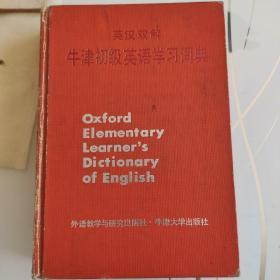 英汉双解
牛津初级英语学习词典
Oxford
Elementary
Learner's
Dictionary
of English
外语教学与研究出版社·牛津大学出版社